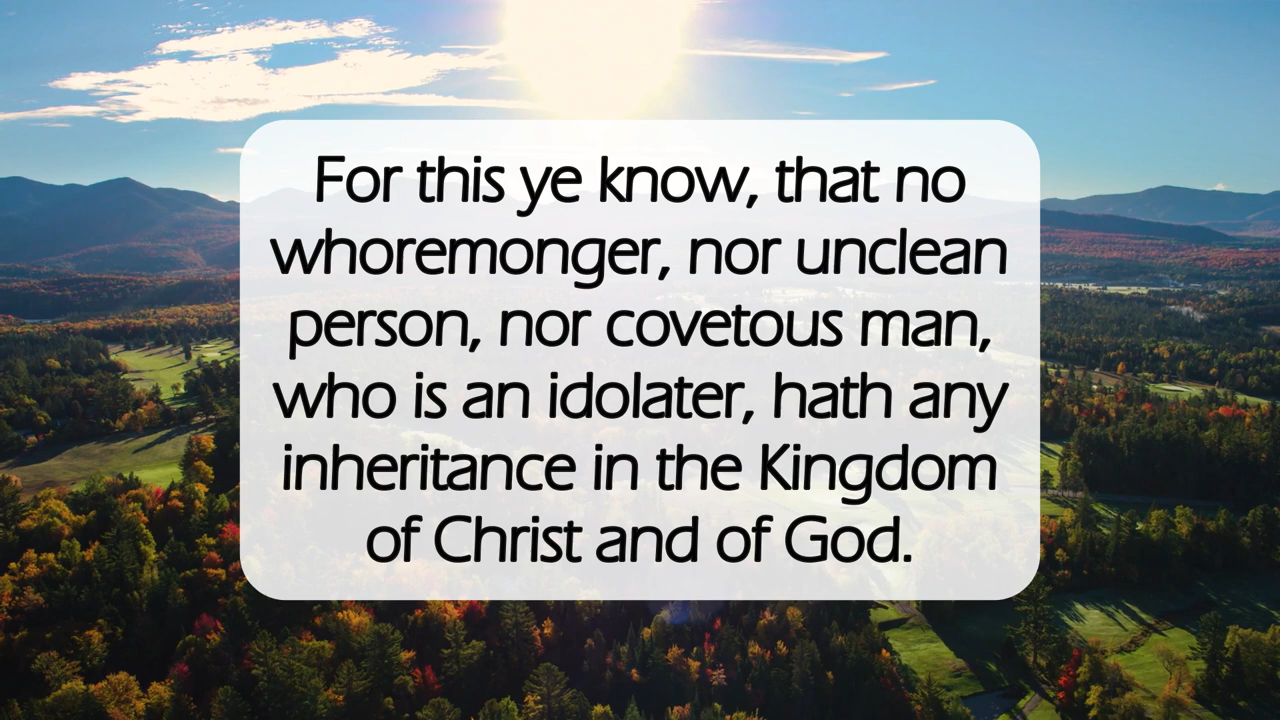 For this ye know, that no
whoremonger, nor unclean
person, nor covetous man,
who is an idolater, hath any
inheritance in the Kingdom
of Christ and of God.